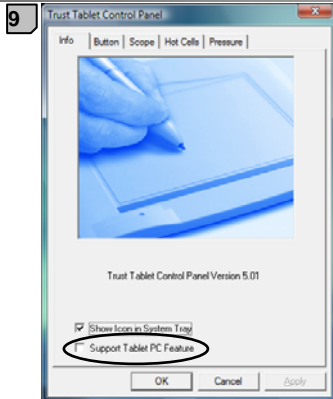 9
Trust Tablet Control Panel
Info Button Scope Hot Cells Pressure
Trust Tablet Control Panel Version 5.01
Show Icon in System Tray
Support Tablet PC Feature
OK Cancel Apply